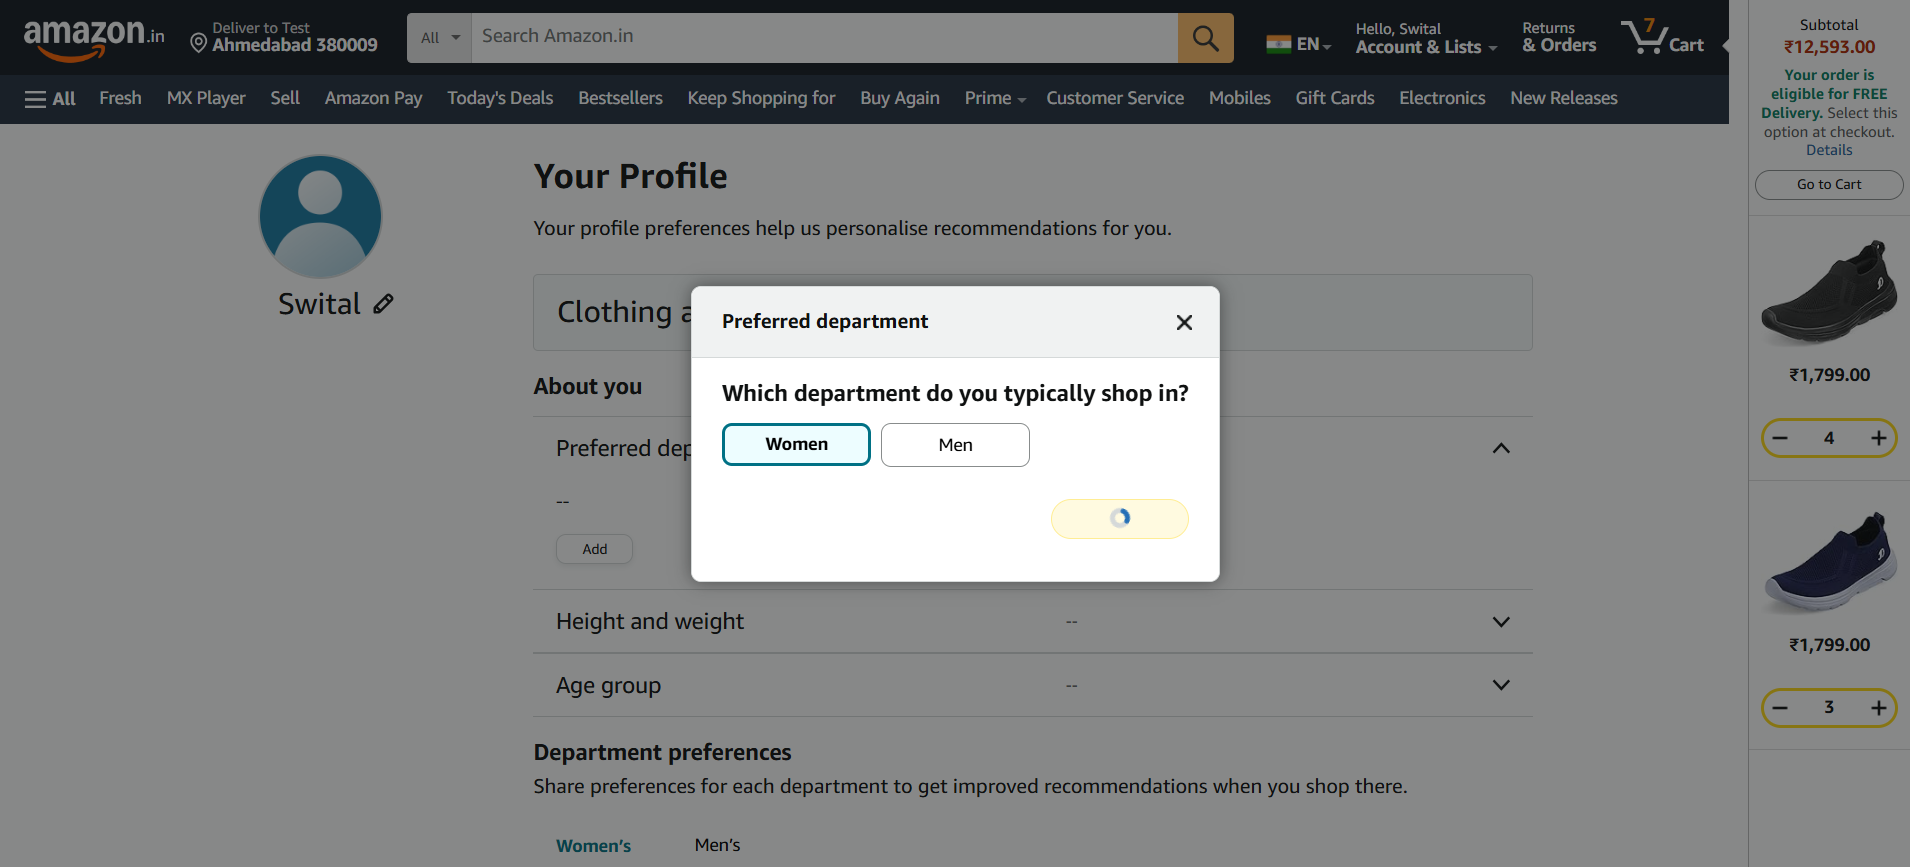 amazon.in
Deliver to Test
Ahmedabad 380009
All
Search Amazon.in
EN
Hello, Swital
Account & Lists
Returns
& Orders
7
Cart
All
Fresh
MX Player
Sell
Amazon Pay
Today's Deals
Bestsellers
Keep Shopping for
Buy Again
Prime
Customer Service
Mobiles
Gift Cards
Electronics
New Releases
Swital
Your Profile
Your profile preferences help us personalise recommendations for you.
Clothing
About you
Preferred
--
Add
Preferred department
Which department do you typically shop in?
Women
Men
Height and weight
--
Age group
--
Department preferences
Share preferences for each department to get improved recommendations when you shop there.
Women's
Men's
Subtotal
₹12,593.00
Your order is
eligible for FREE
Delivery. Select this
option at checkout.
Details
Go to Cart
₹1,799.00
4
₹1,799.00
3